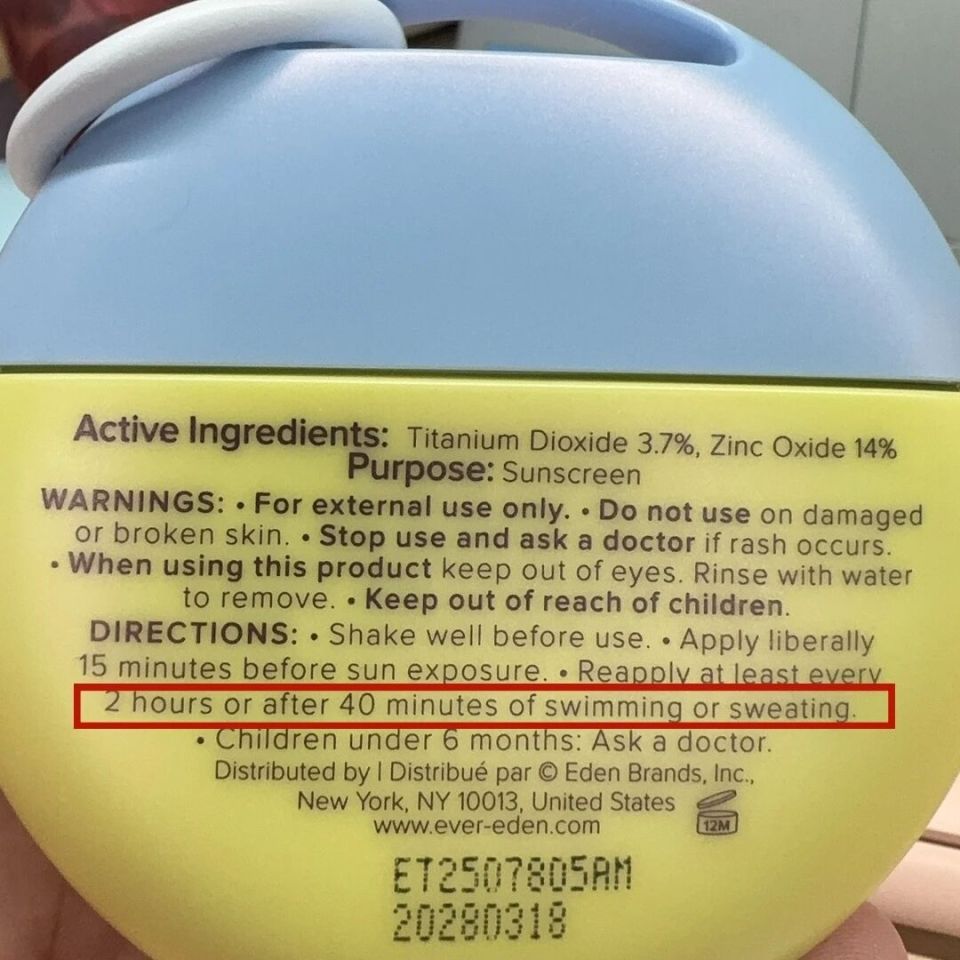 Active Ingredients: Titanium Dioxide 3.7%, Zinc Oxide 14%
Purpose: Sunscreen
WARNINGS: • For external use only. • Do not use on damaged
or broken skin. • Stop use and ask a doctor if rash occurs.
• When using this product keep out of eyes. Rinse with water
to remove. • Keep out of reach of children.
DIRECTIONS: • Shake well before use. • Apply liberally
15 minutes before sun exposure. • Reapply at least every
2 hours or after 40 minutes of swimming or sweating.
• Children under 6 months: Ask a doctor.
Distributed by | Distribué par © Eden Brands, Inc.,
New York, NY 10013, United States
www.ever-eden.com
12M
ET2507805AM
20280318